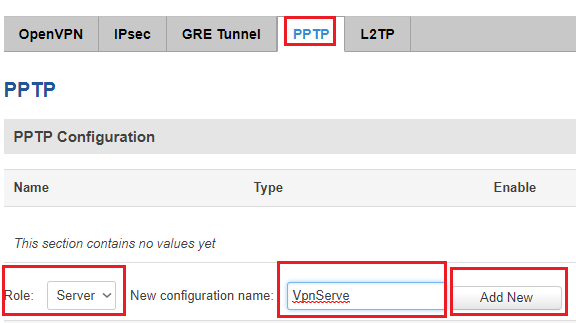 OpenVPN IPsec GRE Tunnel PPTP L2TP
PPTP
PPTP Configuration
Name Type Enable
This section contains no values yet
Role: Server New configuration name: VpnServe Add New